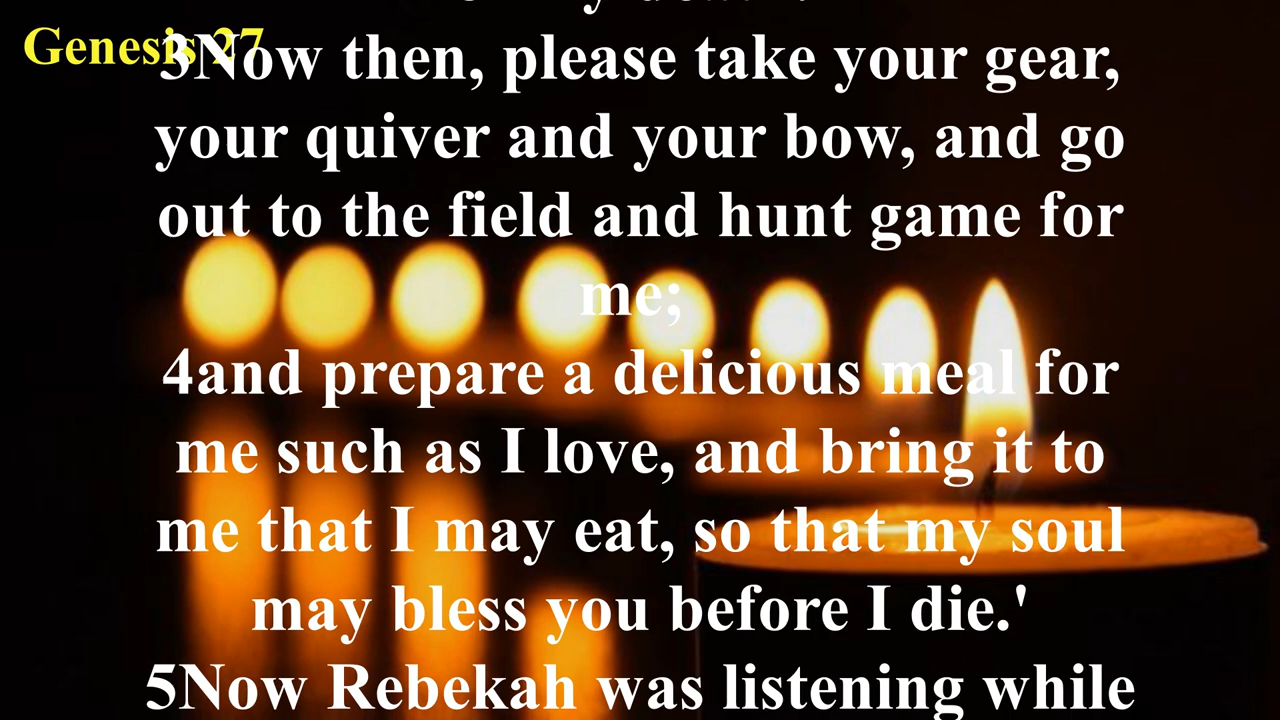 Genesis 27
3Now then, please take your gear,
your quiver and your bow, and go
out to the field and hunt game for
me;
4and prepare a delicious meal for
me such as I love, and bring it to
me that I may eat, so that my soul
may bless you before I die.'
5Now Rebekah was listening while